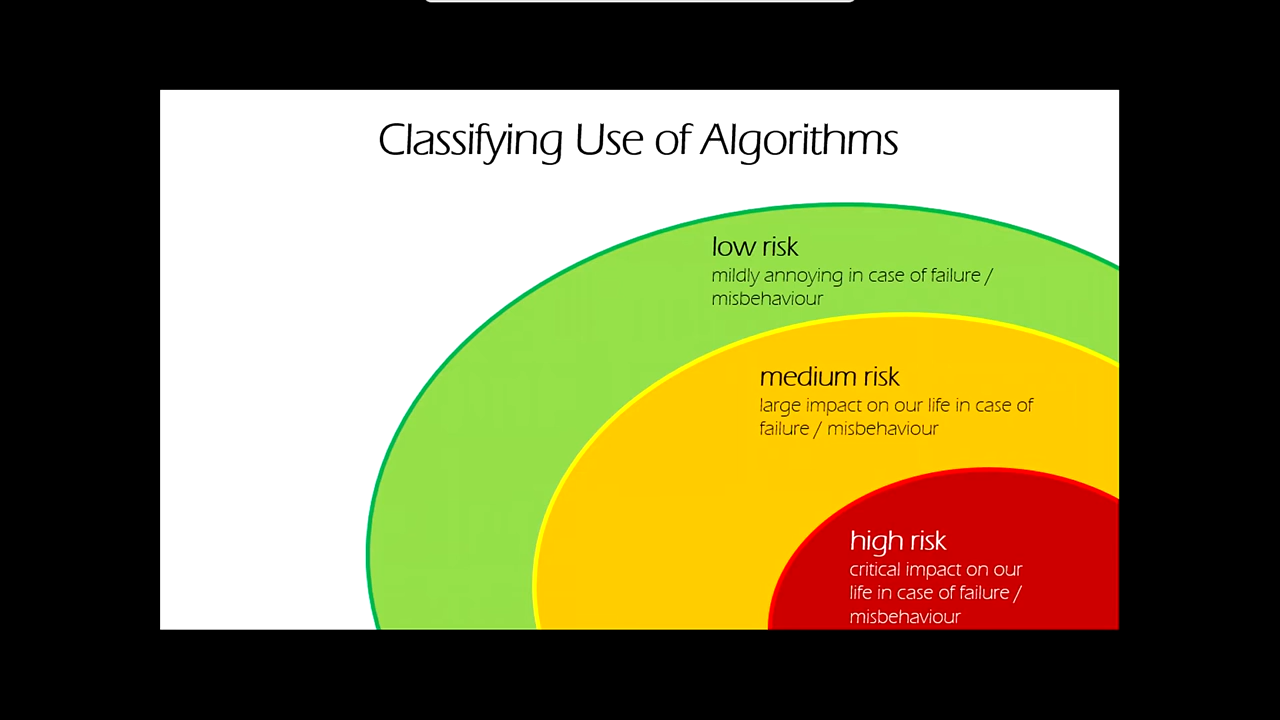 Classifying Use of Algorithms
low risk
mildly annoying in case of failure /
misbehaviour
medium risk
large impact on our life in case of
failure / misbehaviour
high risk
critical impact on our
life in case of failure /
misbehaviour